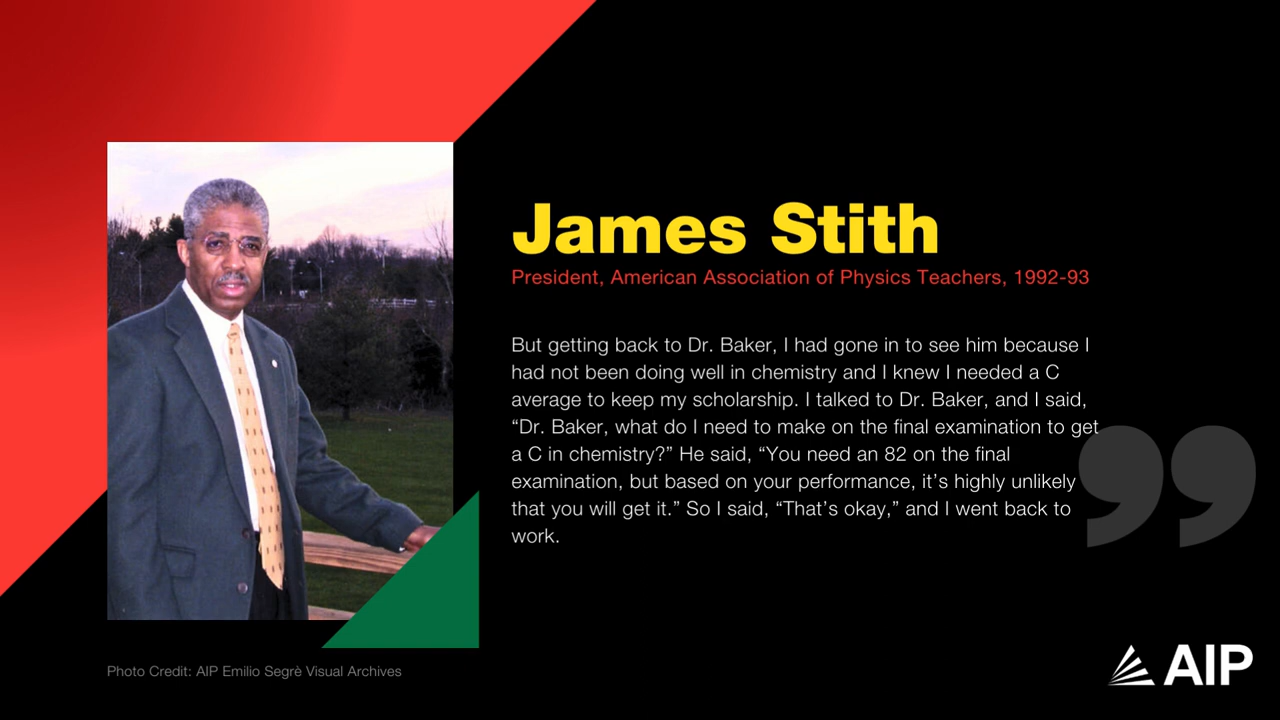 James Stith
President, American Association of Physics Teachers, 1992-93
But getting back to Dr. Baker, I had gone in to see him because I
had not been doing well in chemistry and I knew I needed a C
average to keep my scholarship. I talked to Dr. Baker, and I said,
“Dr. Baker, what do I need to make on the final examination to get
a C in chemistry?” He said, “You need an 82 on the final
examination, but based on your performance, it’s highly unlikely
that you will get it.” So I said, “That’s okay,” and I went back to
work.
”
Photo Credit: AIP Emilio Segrè Visual Archives
AIP